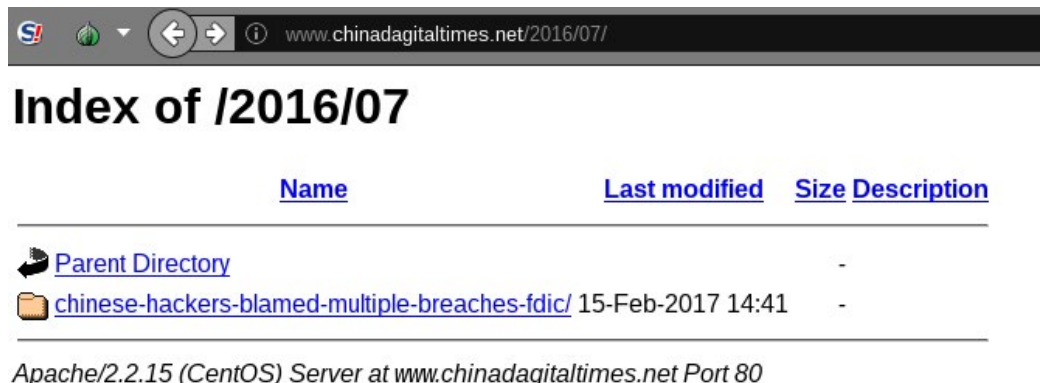 S!
www.chinadagitaltimes.net/2016/07/
Index of /2016/07
Name Last modified Size Description
Parent Directory -
chinese-hackers-blamed-multiple-breaches-fdic/ 15-Feb-2017 14:41 -
Apache/2.2.15 (CentOS) Server at www.chinadagitaltimes.net Port 80